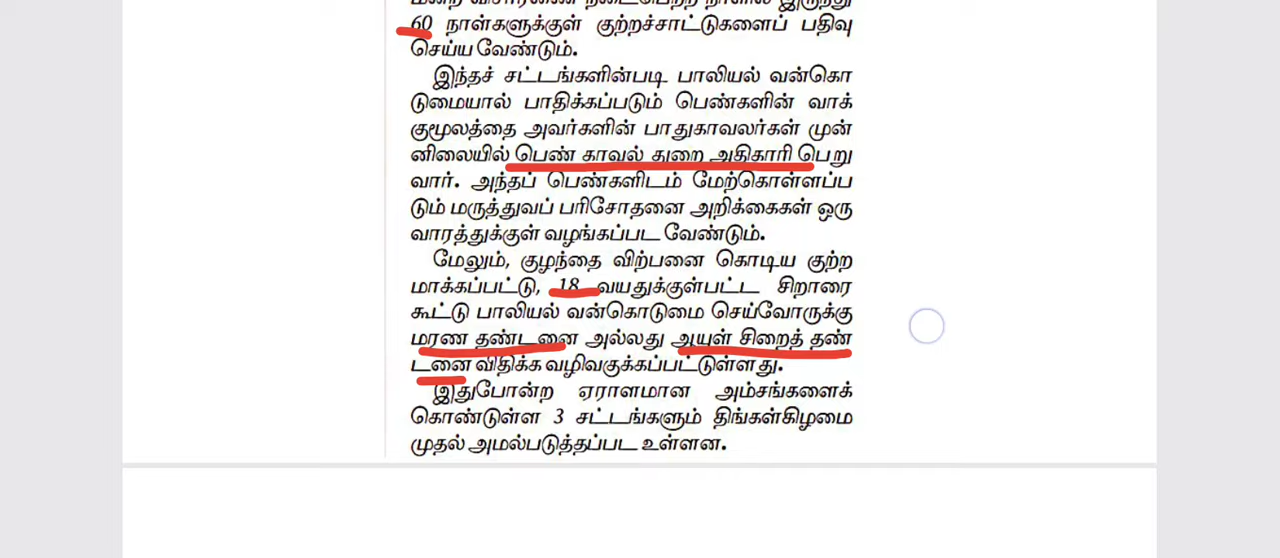 60 நாள்களுக்குள் குற்றச்சாட்டுகளைப் பதிவு
செய்ய வேண்டும்.
இந்தச் சட்டங்களின்படி பாலியல் வன்கொ
டுமையால் பாதிக்கப்படும் பெண்களின் வாக்
குமூலத்தை அவர்களின் பாதுகாவலர்கள் முன்
னிலையில் பெண் காவல் துறை அதிகாரி பெறு
வார். அந்தப் பெண்களிடம் மேற்கொள்ளப்ப
டும் மருத்துவப் பரிசோதனை அறிக்கைகள் ஒரு
வாரத்துக்குள் வழங்கப்பட வேண்டும்.
மேலும், குழந்தை விற்பனை கொடிய குற்ற
மாக்கப்பட்டு, 18 வயதுக்குள்பட்ட சிறாரை
கூட்டு பாலியல் வன்கொடுமை செய்வோருக்கு
மரண தண்டனை அல்லது ஆயுள் சிறைத் தண்
டனை விதிக்க வழிவகுக்கப்பட்டுள்ளது.
இதுபோன்ற ஏராளமான அம்சங்களைக்
கொண்டுள்ள 3 சட்டங்களும் திங்கள்கிழமை
முதல் அமல்படுத்தப்பட உள்ளன.